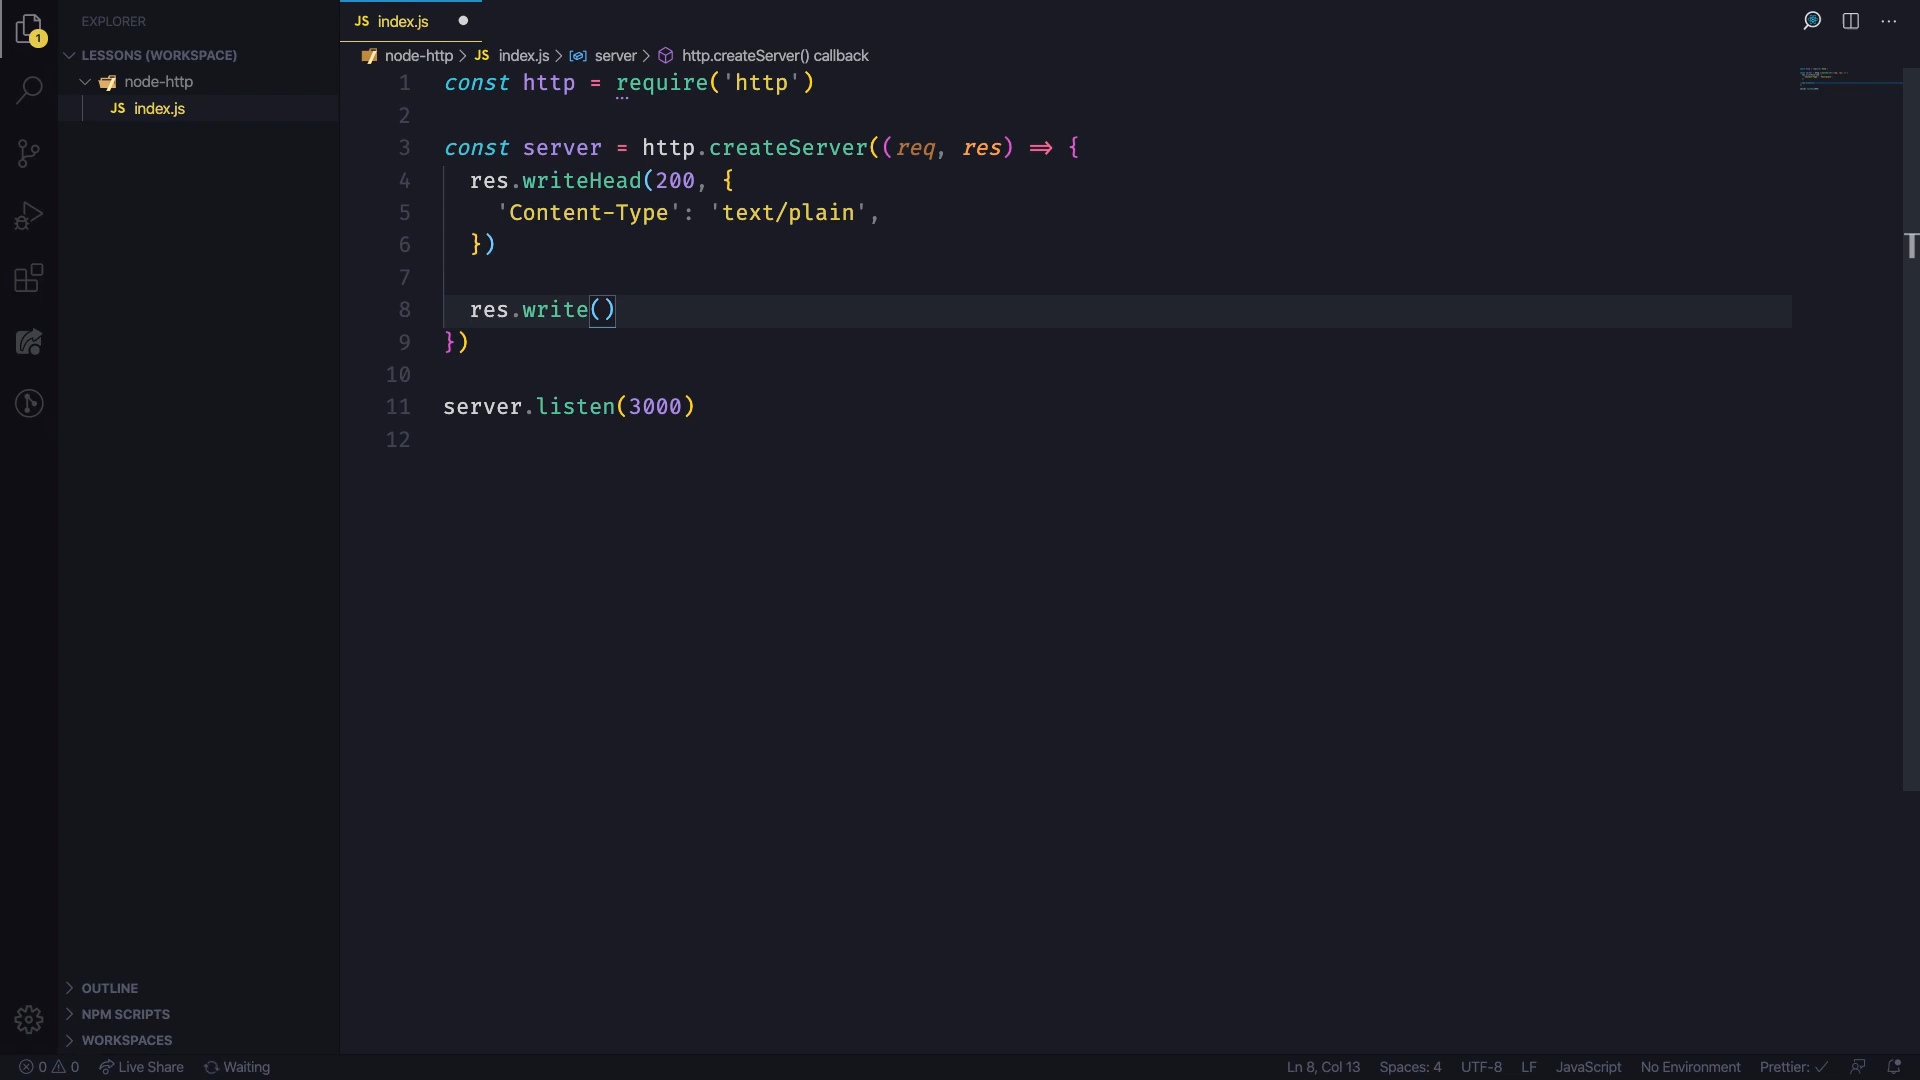 EXPLORER
LESSONS (WORKSPACE)
node-http
JS index.js
OUTLINE
NPM SCRIPTS
WORKSPACES
1
JS index.js
node-http > JS index.js > server > http.createServer() callback
1 const http = require('http')
2
3 const server = http.createServer((req, res) => {
4 res.writeHead(200, {
5 'Content-Type': 'text/plain',
6 })
7
8 res.write()
9 })
10
11 server.listen(3000)
12
T
0 0 Live Share Waiting
Ln 8, Col 13 Spaces: 4 UTF-8 LF JavaScript No Environment Prettier: ✓